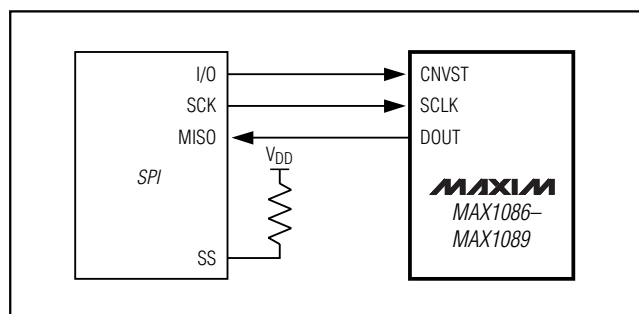 I/O
SCK
MISO
SPI
VDD
SS
CNVST
SCLK
DOUT
MAXIM
MAX1086–
MAX1089